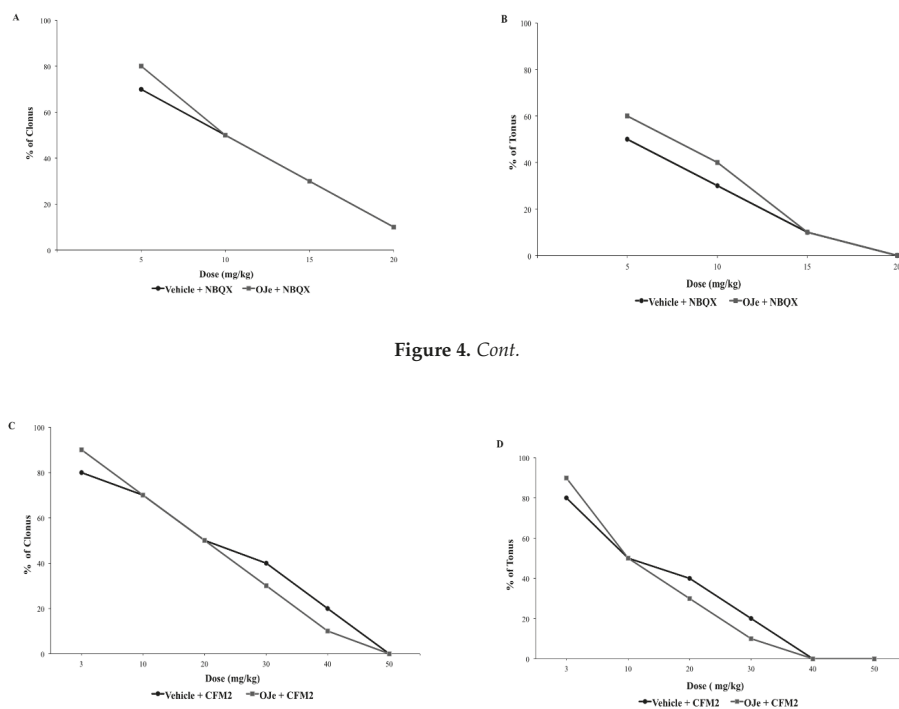 A
% of Clonus
100
80
60
40
20
0
5 10 15 20
Dose (mg/kg)
Vehicle + NBQX OJe + NBQX
B
% of Tonus
100
80
60
40
20
0
5 10 15 20
Dose (mg/kg)
Vehicle + NBQX OJe + NBQX
Figure 4. Cont.
C
% of Clonus
100
80
60
40
20
0
3 10 20 30 40 50
Dose (mg/kg)
Vehicle + CFM2 OJe + CFM2
D
% of Tonus
100
80
60
40
20
0
3 10 20 30 40 50
Dose ( mg/kg)
Vehicle + CFM2 OJe + CFM2